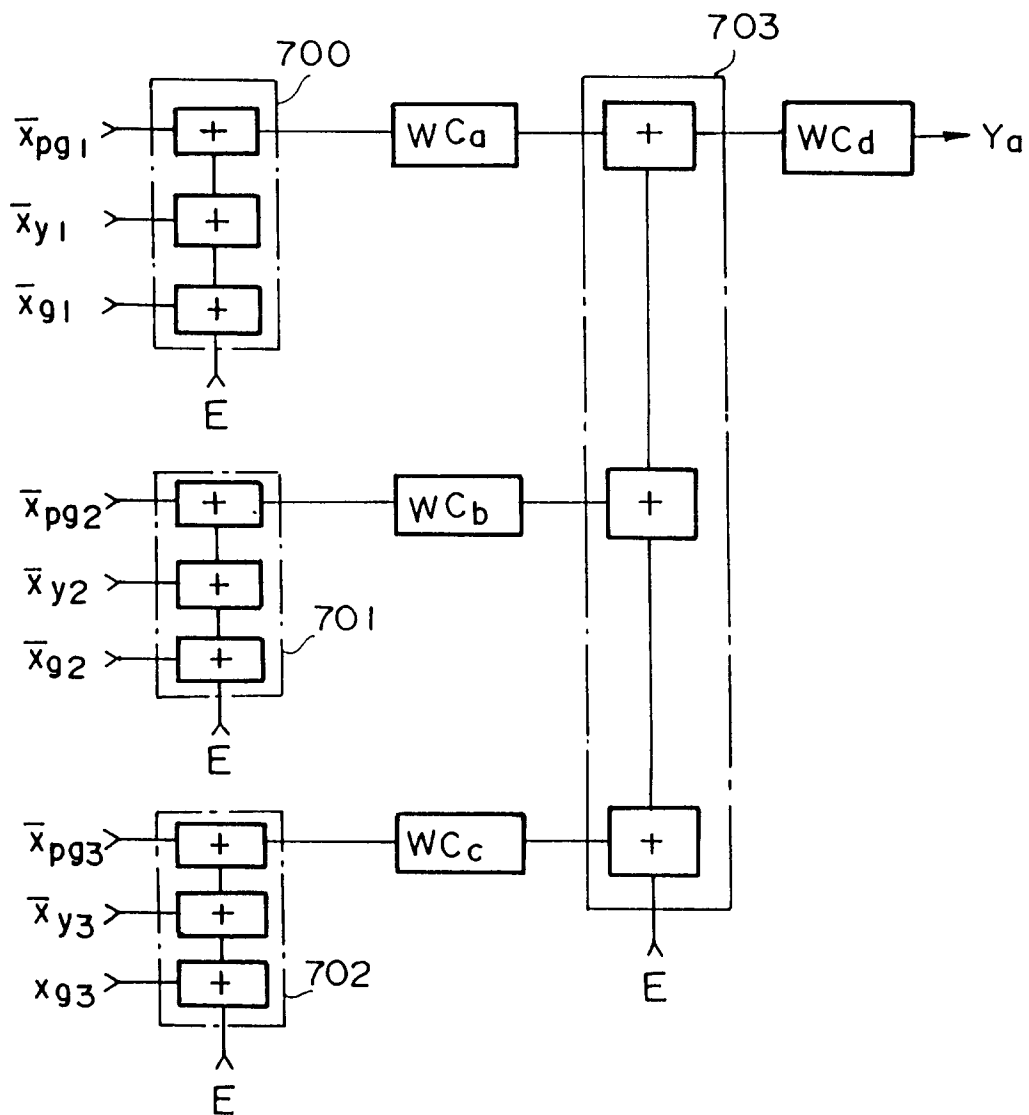 700
703
x̅pg1
+
WCa
+
WCd
Ya
x̅y1
+
x̅g1
+
E
x̅pg2
+
WCb
+
x̅y2
+
701
x̅g2
+
E
x̅pg3
+
WCc
+
x̅y3
+
xg3
+
702
E
E